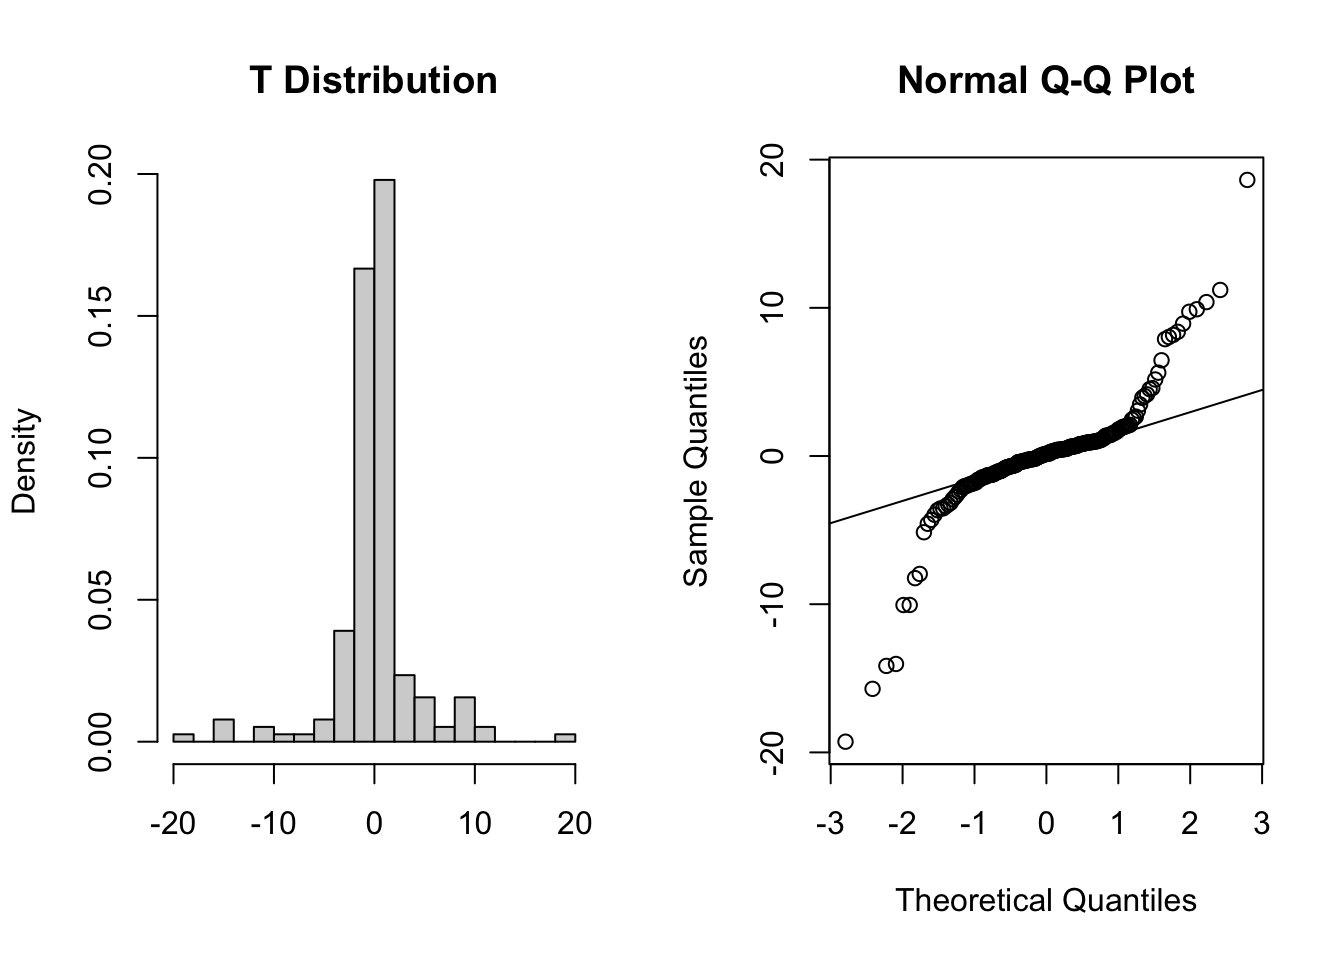 T Distribution
Density
0.20
0.15
0.10
0.05
0.00
-20 -10 0 10 20
Normal Q-Q Plot
Sample Quantiles
20
10
0
-10
-20
-3 -2 -1 0 1 2 3
Theoretical Quantiles